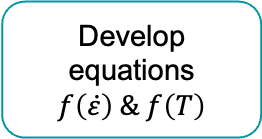 Develop
equations
𝑓(𝜀̇) & 𝑓(𝑇)